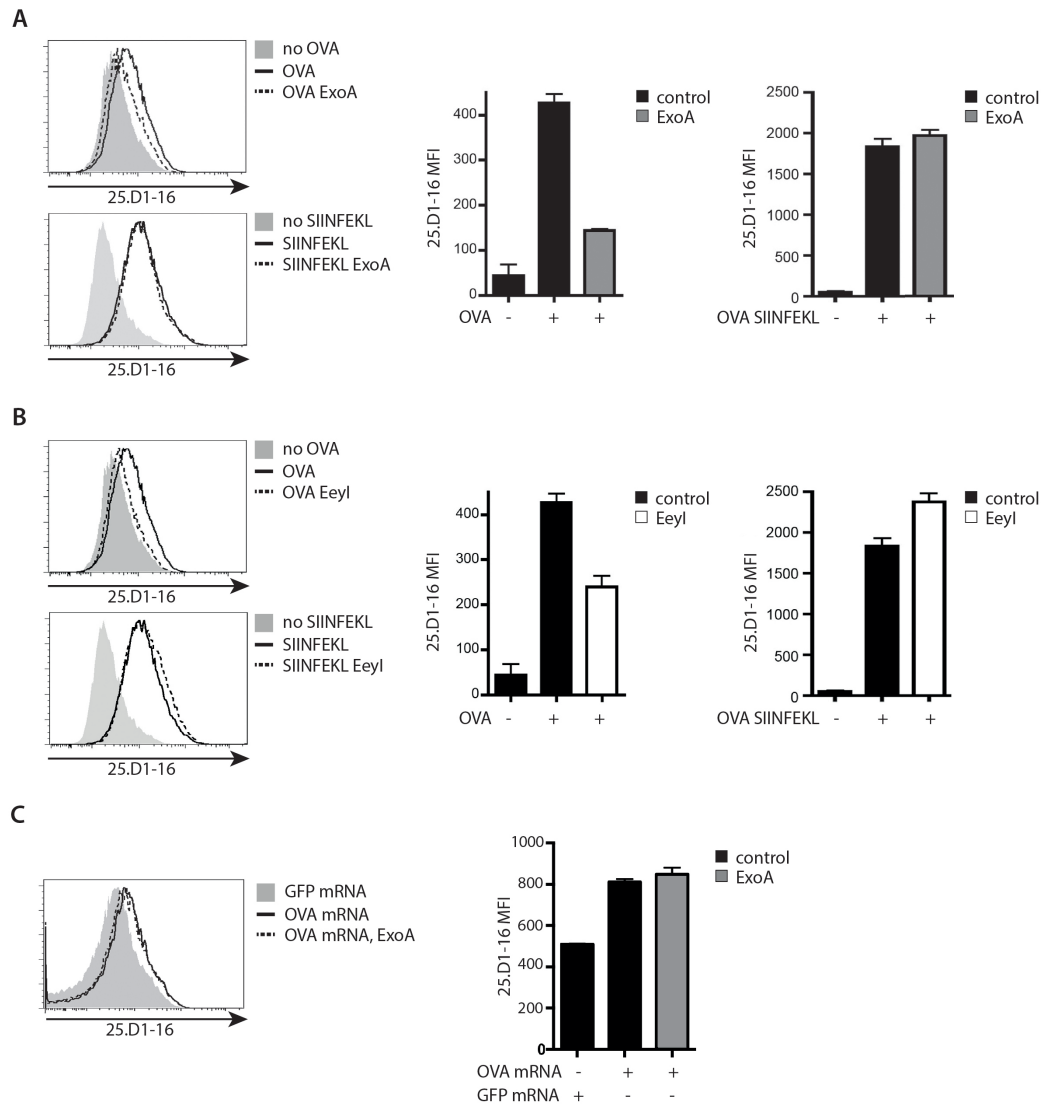 A
no OVA
OVA
OVA ExoA
25.D1-16
no SIINFEKL
SIINFEKL
SIINFEKL ExoA
25.D1-16
25.D1-16 MFI
400
300
200
100
0
OVA - + +
control
ExoA
25.D1-16 MFI
2500
2000
1500
1000
500
0
OVA SIINFEKL - + +
control
ExoA
B
no OVA
OVA
OVA EeyI
25.D1-16
no SIINFEKL
SIINFEKL
SIINFEKL EeyI
25.D1-16
25.D1-16 MFI
400
300
200
100
0
OVA - + +
control
EeyI
25.D1-16 MFI
2500
2000
1500
1000
500
0
OVA SIINFEKL - + +
control
EeyI
C
GFP mRNA
OVA mRNA
OVA mRNA, ExoA
25.D1-16
25.D1-16 MFI
1000
800
600
400
200
0
OVA mRNA - + +
GFP mRNA + - -
control
ExoA